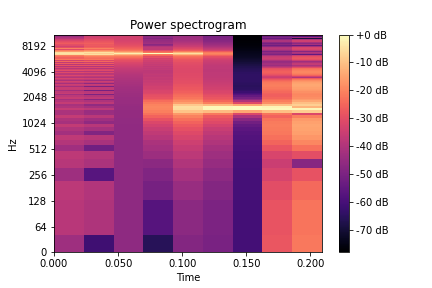 Power spectrogram
8192
4096
2048
1024
512
256
128
64
0
Hz
0.000 0.050 0.100 0.150 0.200
Time
+0 dB
-10 dB
-20 dB
-30 dB
-40 dB
-50 dB
-60 dB
-70 dB